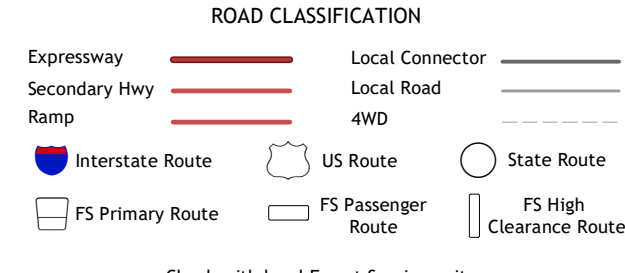 ROAD CLASSIFICATION
Expressway
Local Connector
Secondary Hwy
Local Road
Ramp
4WD
Interstate Route
US Route
State Route
FS Primary Route
FS Passenger
Route
FS High
Clearance Route